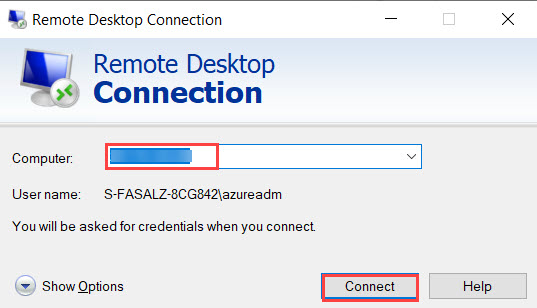 Remote Desktop Connection
Remote Desktop
Connection
Computer:
User name: S-FASALZ-8CG842\azureadm
You will be asked for credentials when you connect.
Show Options
Connect Help